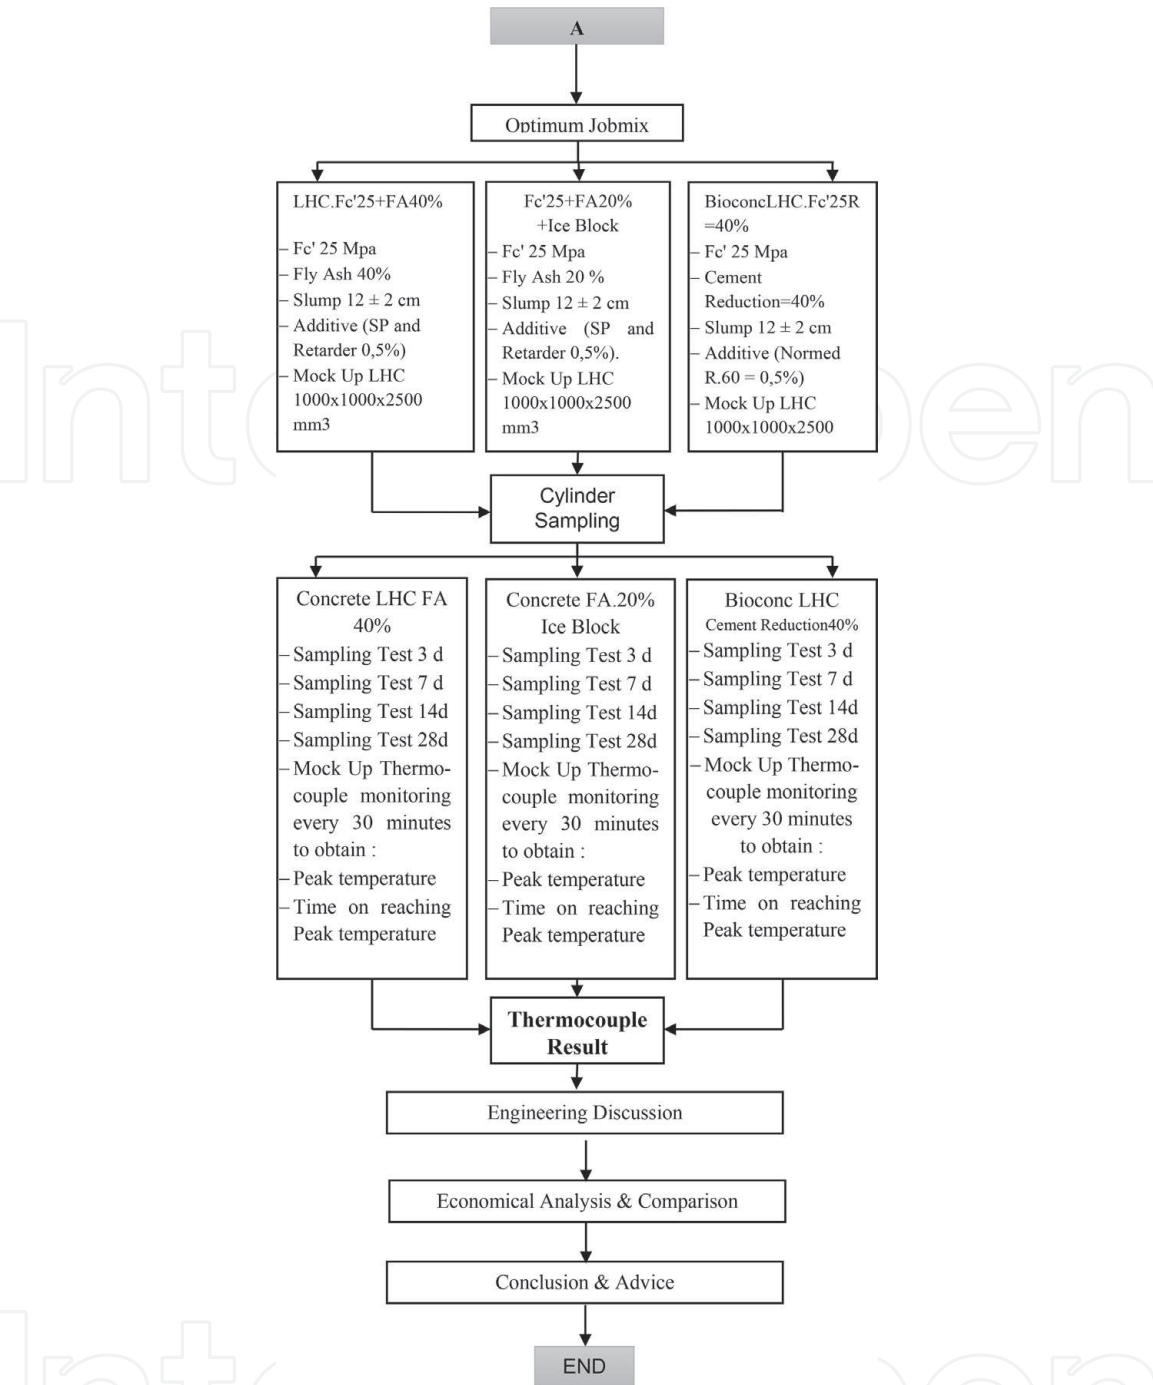 A
Optimum Jobmix
LHC.Fc'25+FA40%
– Fc' 25 Mpa
– Fly Ash 40%
– Slump 12 ± 2 cm
– Additive (SP and
Retarder 0,5%)
– Mock Up LHC
1000x1000x2500
mm3
Fc'25+FA20%
+Ice Block
– Fc' 25 Mpa
– Fly Ash 20 %
– Slump 12 ± 2 cm
– Additive (SP and
Retarder 0,5%).
– Mock Up LHC
1000x1000x2500
mm3
BioconcLHC.Fc'25R
=40%
– Fc' 25 Mpa
– Cement
Reduction=40%
– Slump 12 ± 2 cm
– Additive (Normed
R.60 = 0,5%)
– Mock Up LHC
1000x1000x2500
Cylinder
Sampling
Concrete LHC FA
40%
– Sampling Test 3 d
– Sampling Test 7 d
– Sampling Test 14d
– Sampling Test 28d
– Mock Up Thermo-
couple monitoring
every 30 minutes
to obtain :
– Peak temperature
– Time on reaching
Peak temperature
Concrete FA.20%
Ice Block
– Sampling Test 3 d
– Sampling Test 7 d
– Sampling Test 14d
– Sampling Test 28d
– Mock Up Thermo-
couple monitoring
every 30 minutes
to obtain :
– Peak temperature
– Time on reaching
Peak temperature
Bioconc LHC
Cement Reduction40%
– Sampling Test 3 d
– Sampling Test 7 d
– Sampling Test 14d
– Sampling Test 28d
– Mock Up Thermo-
couple monitoring
every 30 minutes
to obtain :
– Peak temperature
– Time on reaching
Peak temperature
Thermocouple
Result
Engineering Discussion
Economical Analysis & Comparison
Conclusion & Advice
END